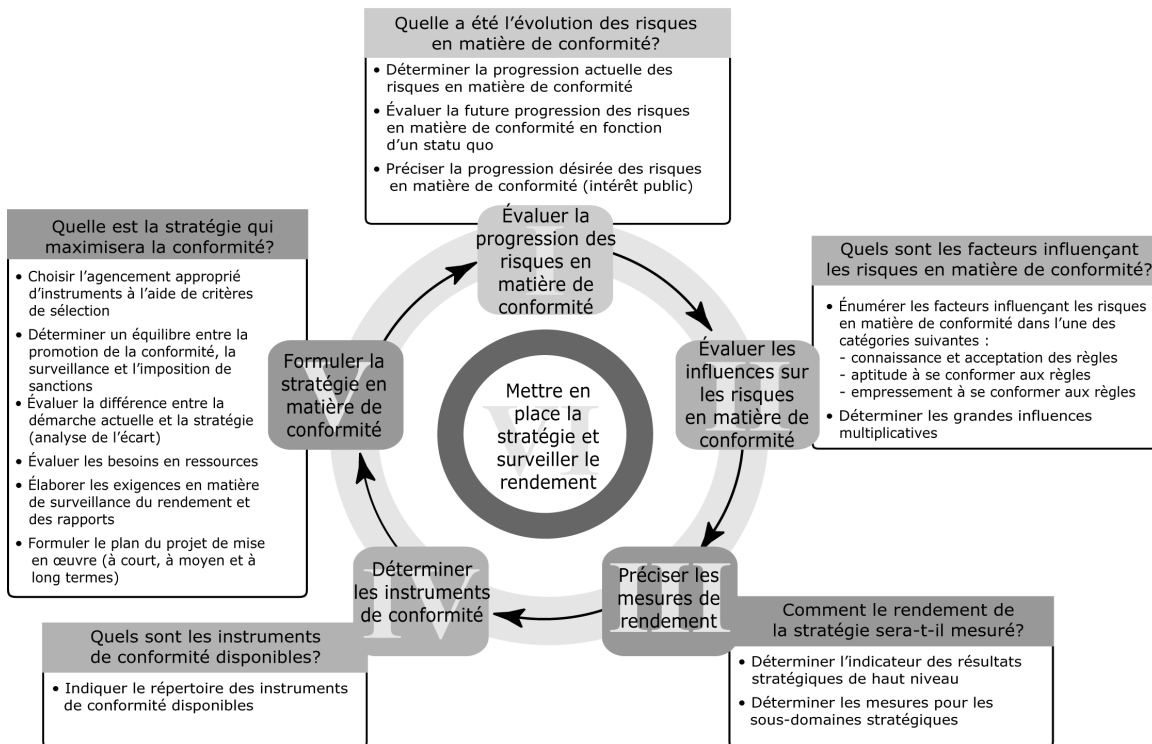 Quelle a été l'évolution des risques
en matière de conformité?
• Déterminer la progression actuelle des
risques en matière de conformité
• Évaluer la future progression des risques
en matière de conformité en fonction
d'un statu quo
• Préciser la progression désirée des risques
en matière de conformité (intérêt public)
I
Évaluer la
progression des
risques en
matière de
conformité
Quels sont les facteurs influençant
les risques en matière de conformité?
• Énumérer les facteurs influençant les risques
en matière de conformité dans l'une des
catégories suivantes :
- connaissance et acceptation des règles
- aptitude à se conformer aux règles
- empressement à se conformer aux règles
• Déterminer les grandes influences
multiplicatives
II
Évaluer les
influences sur
les risques
en matière de
conformité
III
Préciser les
mesures de
rendement
Comment le rendement de
la stratégie sera-t-il mesuré?
• Déterminer l'indicateur des résultats
stratégiques de haut niveau
• Déterminer les mesures pour les
sous-domaines stratégiques
IV
Déterminer
les instruments
de conformité
Quels sont les instruments
de conformité disponibles?
• Indiquer le répertoire des instruments
de conformité disponibles
V
Formuler la
stratégie en
matière de
conformité
Quelle est la stratégie qui
maximisera la conformité?
• Choisir l'agencement approprié
d'instruments à l'aide de critères
de sélection
• Déterminer un équilibre entre la
promotion de la conformité, la
surveillance et l'imposition de
sanctions
• Évaluer la différence entre la
démarche actuelle et la stratégie
(analyse de l'écart)
• Évaluer les besoins en ressources
• Élaborer les exigences en matière
de surveillance du rendement et
des rapports
• Formuler le plan du projet de mise
en œuvre (à court, à moyen et à
long termes)
VI
Mettre en
place la
stratégie et
surveiller le
rendement